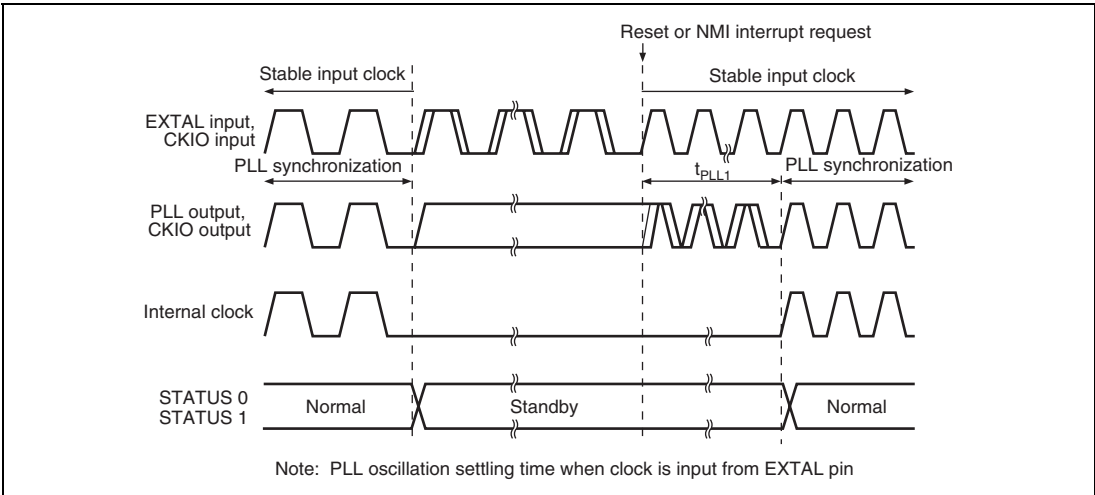 Reset or NMI interrupt request
Stable input clock
Stable input clock
EXTAL input,
CKIO input
PLL synchronization
tPLL1
PLL synchronization
PLL output,
CKIO output
Internal clock
STATUS 0
STATUS 1
Normal
Standby
Normal
Note: PLL oscillation settling time when clock is input from EXTAL pin